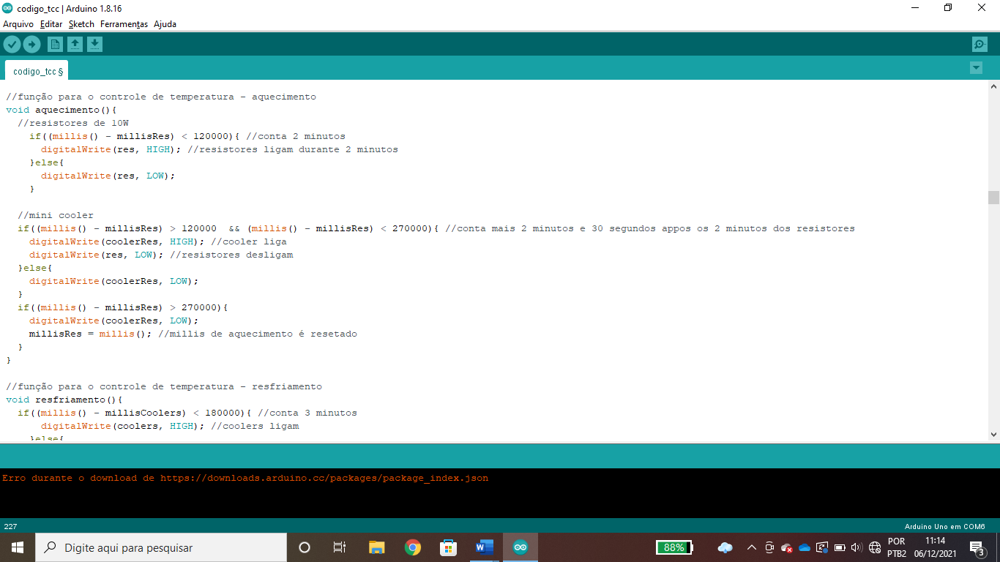 codigo_tcc | Arduino 1.8.16
Arquivo Editar Sketch Ferramentas Ajuda
codigo_tcc §
//função para o controle de temperatura - aquecimento
void aquecimento(){
//resistores de 10W
if((millis() - millisRes) < 120000){ //conta 2 minutos
digitalWrite(res, HIGH); //resistores ligam durante 2 minutos
}else{
digitalWrite(res, LOW);
}
//mini cooler
if((millis() - millisRes) > 120000  && (millis() - millisRes) < 270000){ //conta mais 2 minutos e 30 segundos appos os 2 minutos dos resistores
digitalWrite(coolerRes, HIGH); //cooler liga
digitalWrite(res, LOW); //resistores desligam
}else{
digitalWrite(coolerRes, LOW);
}
if((millis() - millisRes) > 270000){
digitalWrite(coolerRes, LOW);
millisRes = millis(); //millis de aquecimento é resetado
}
}
//função para o controle de temperatura - resfriamento
void resfriamento(){
if((millis() - millisCoolers) < 180000){ //conta 3 minutos
digitalWrite(coolers, HIGH); //coolers ligam
}else{
Erro durante o download de https://downloads.arduino.cc/packages/package_index.json
227
Arduino Uno em COM6
Digite aqui para pesquisar
88%
POR
PTB2
11:14
06/12/2021
3